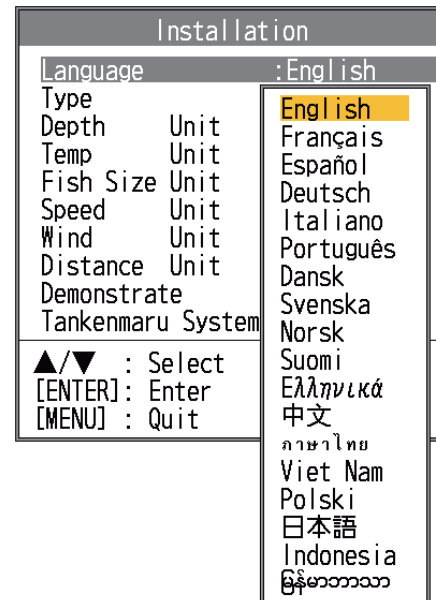 Installation
Language :English
Type
Depth Unit
Temp Unit
Fish Size Unit
Speed Unit
Wind Unit
Distance Unit
Demonstrate
Tankenmaru System
▲/▼ : Select
[ENTER]: Enter
[MENU] : Quit
English
Français
Español
Deutsch
Italiano
Português
Dansk
Svenska
Norsk
Suomi
Ελληνικά
中文
ภาษาไทย
Viet Nam
Polski
日本語
Indonesia
မြန်မာဘာသာ